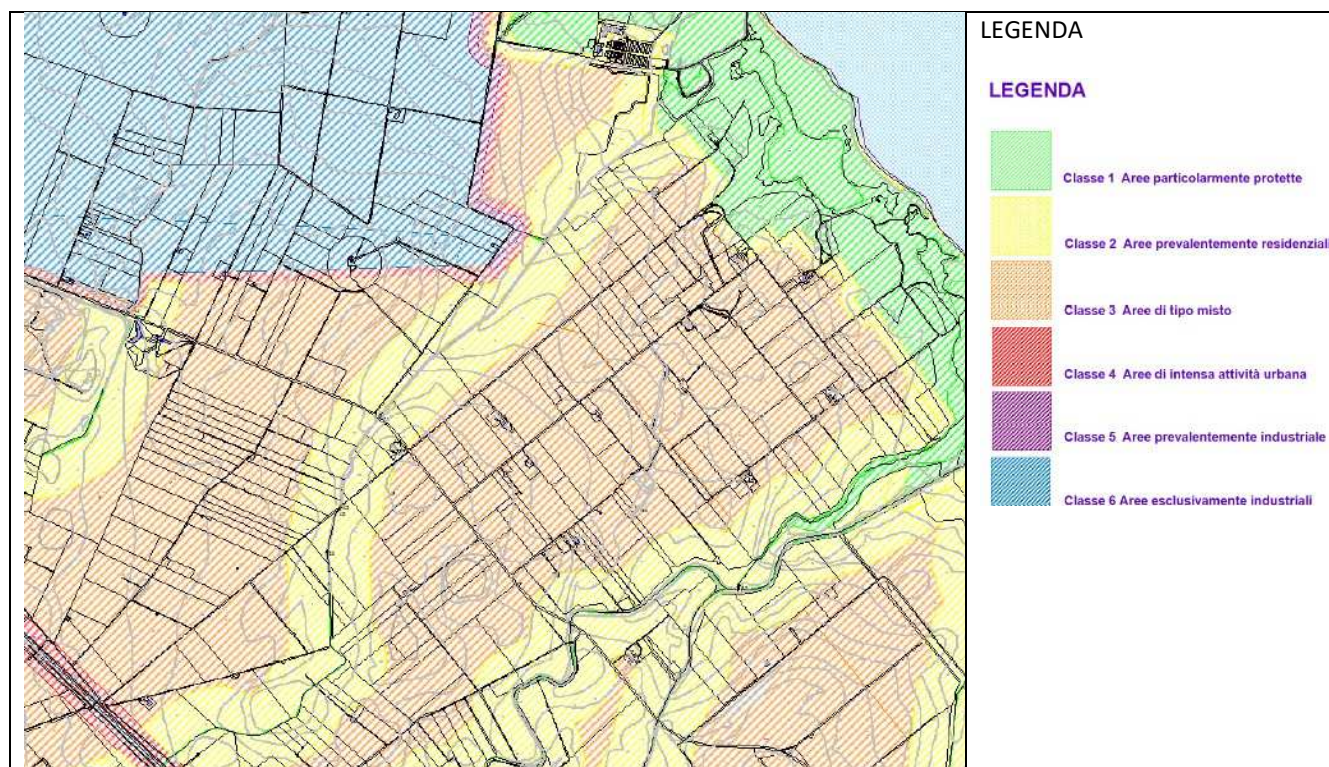 LEGENDA
LEGENDA
Classe 1 Aree particolarmente protette
Classe 2 Aree prevalentemente residenziali
Classe 3 Aree di tipo misto
Classe 4 Aree di intensa attività urbana
Classe 5 Aree prevalentemente industriale
Classe 6 Aree esclusivamente industriali